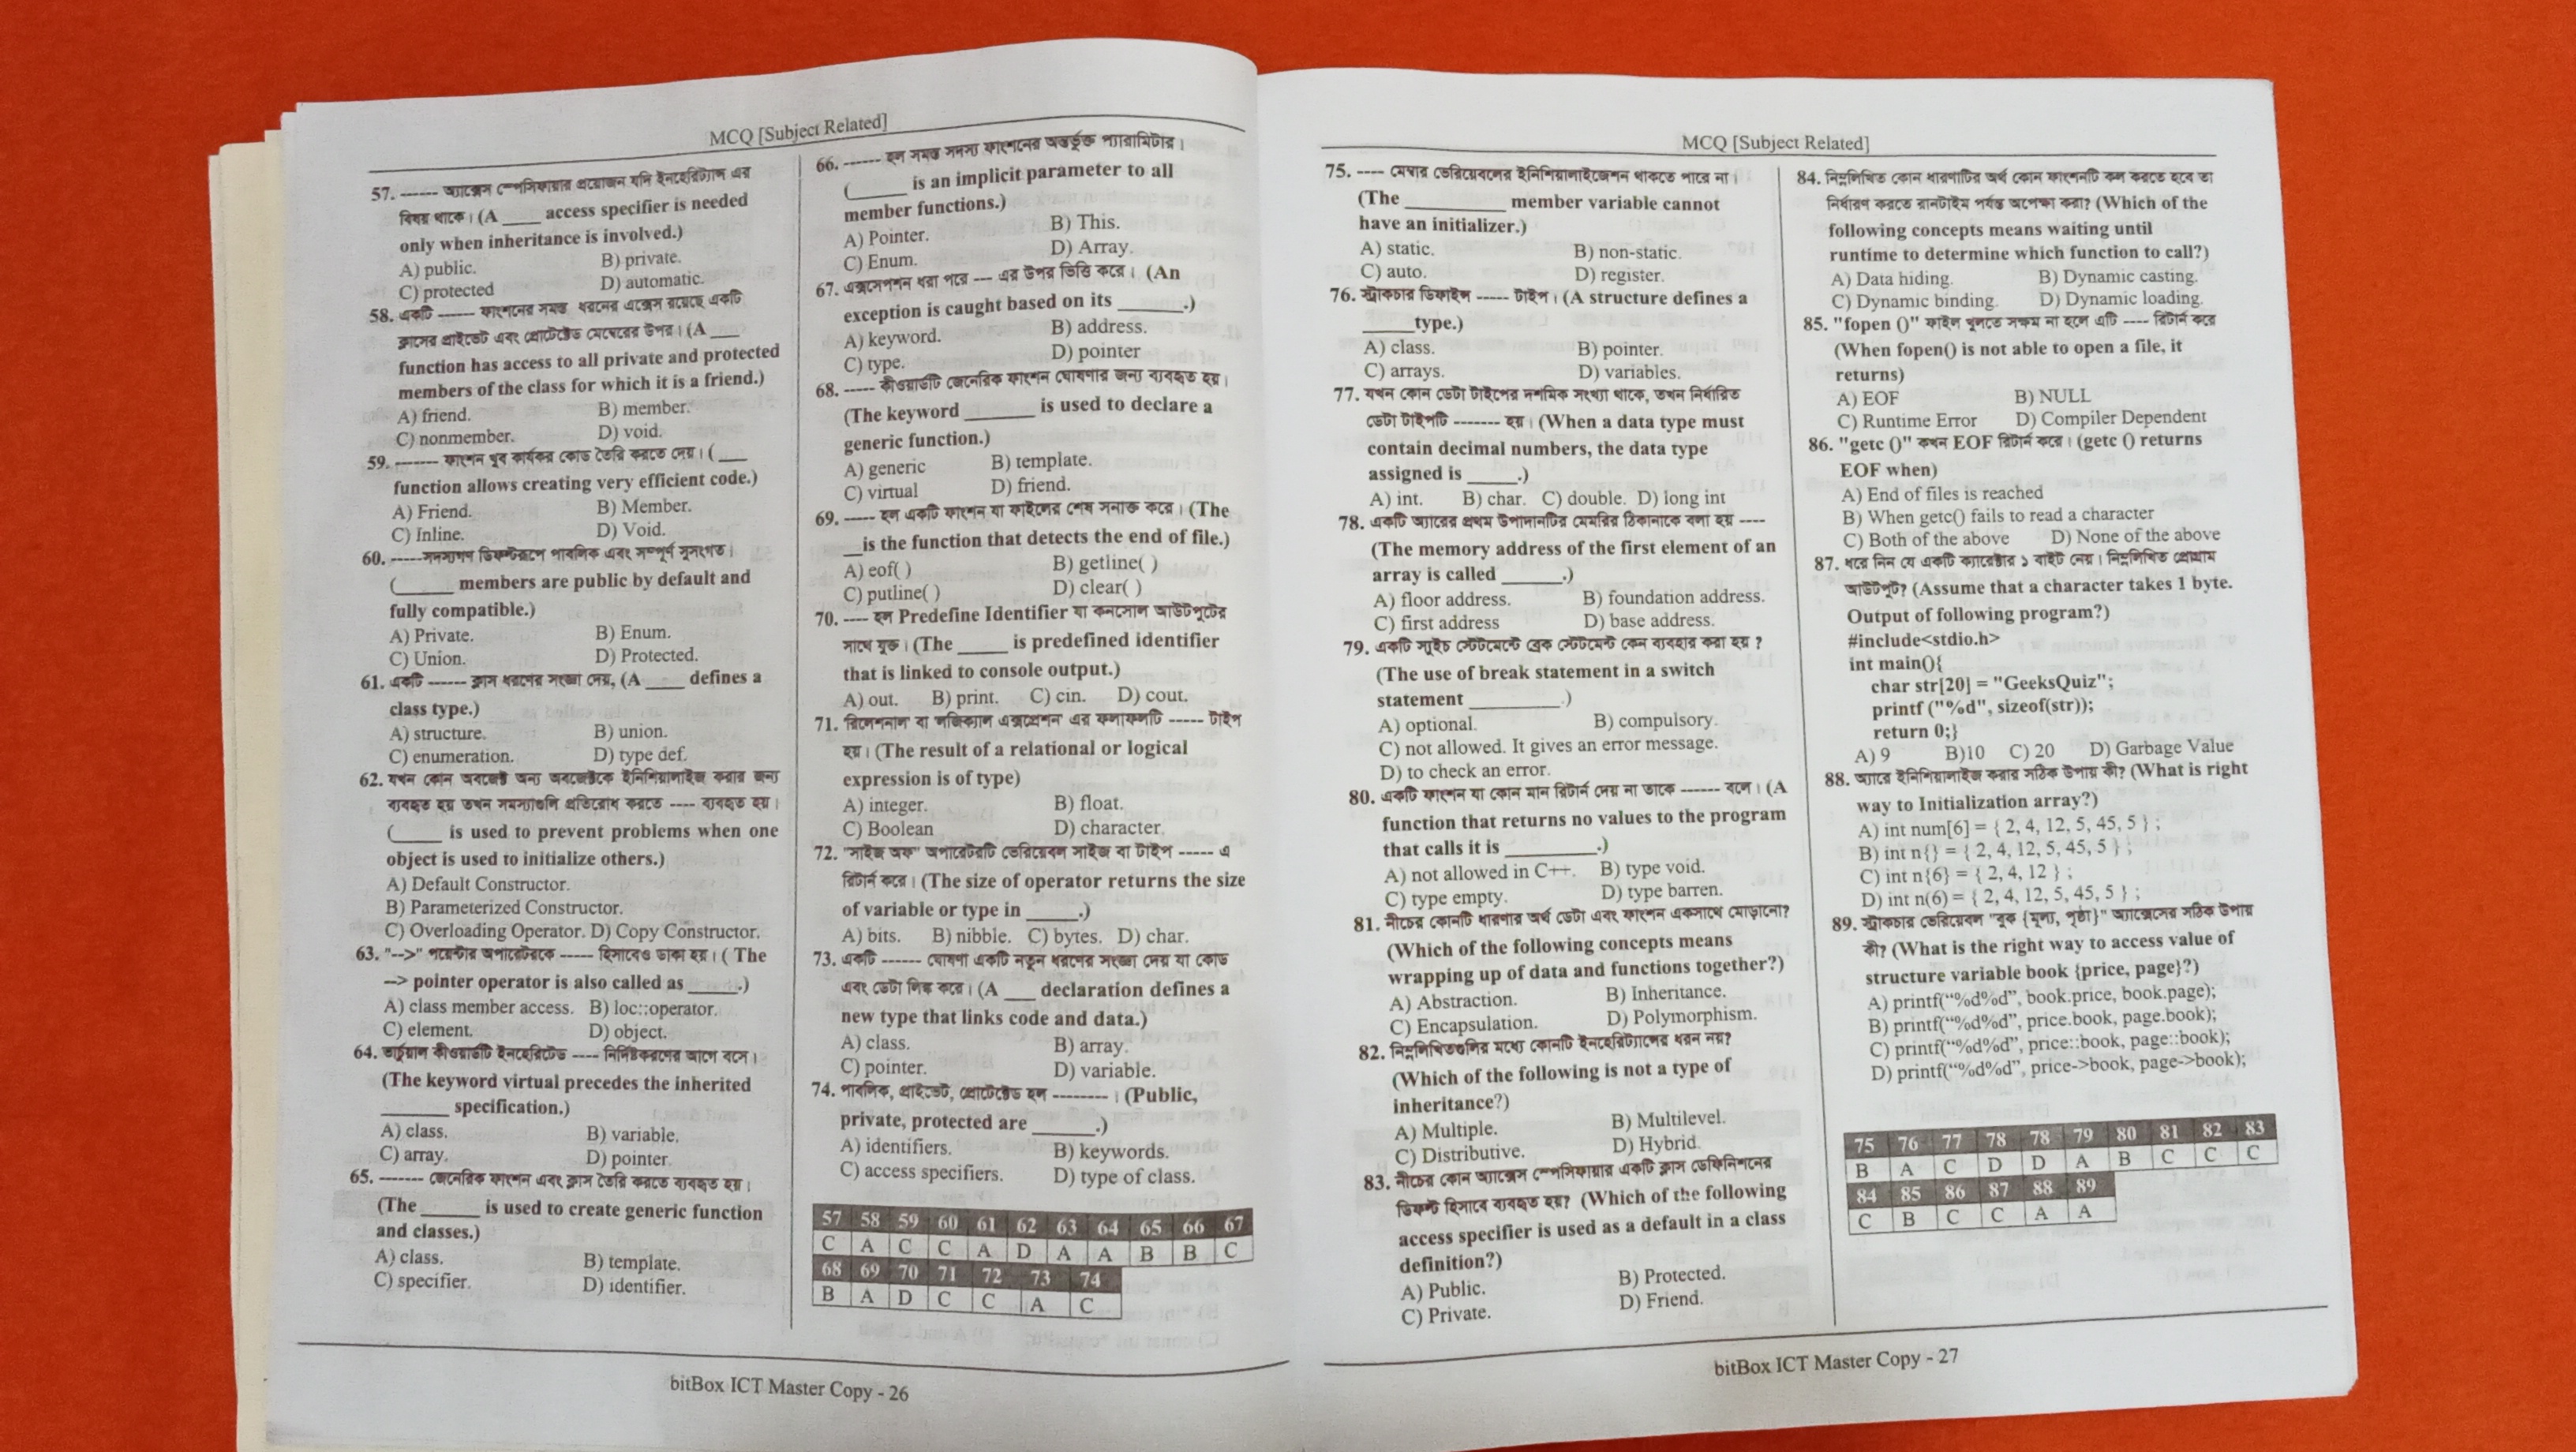 MCQ [Subject Related]
57. ------ অ্যাক্সেস স্পেসিফায়ার প্রয়োজন যদি ইনহেরিট্যান্স এর
বিষয় থাকে। (A ____ access specifier is needed
only when inheritance is involved.)
A) public. B) private.
C) protected D) automatic.
58. একটি ------ ফাংশনের সমস্ত ধরনের এক্সেস রয়েছে একটি
ক্লাসের প্রাইভেট এবং প্রোটেক্টেড মেম্বেরের উপর। (A ___
function has access to all private and protected
members of the class for which it is a friend.)
A) friend. B) member.
C) nonmember. D) void.
59. ------- ফাংশন খুব কার্যকর কোড তৈরি করতে দেয়। ( ___
function allows creating very efficient code.)
A) Friend. B) Member.
C) Inline. D) Void.
60. -----সদস্যগণ ডিফল্টরূপে পাবলিক এবং সম্পূর্ণ সুসংগত।
(______ members are public by default and
fully compatible.)
A) Private. B) Enum.
C) Union. D) Protected.
61. একটি ------ ক্লাস ধরণের সংজ্ঞা দেয়, (A ____ defines a
class type.)
A) structure. B) union.
C) enumeration. D) type def.
62. যখন কোন অবজেক্ট অন্য অবজেক্টকে ইনিশিয়ালাইজ করার জন্য
ব্যবহৃত হয় তখন সমস্যাগুলি প্রতিরোধ করতে ---- ব্যবহৃত হয়।
(_____ is used to prevent problems when one
object is used to initialize others.)
A) Default Constructor.
B) Parameterized Constructor.
C) Overloading Operator. D) Copy Constructor.
63. "-->" পয়েন্টার অপারেটরকে ----- হিসাবেও ডাকা হয়। ( The
--> pointer operator is also called as _____.)
A) class member access. B) loc::operator.
C) element. D) object.
64. ভার্চুয়াল কীওয়ার্ডটি ইনহেরিটেড ---- নির্দিষ্টকরণের আগে বসে।
(The keyword virtual precedes the inherited
_______ specification.)
A) class. B) variable.
C) array. D) pointer
65. ------- জেনেরিক ফাংশন এবং ক্লাস তৈরি করতে ব্যবহৃত হয়।
(The ______ is used to create generic function
and classes.)
A) class. B) template.
C) specifier. D) identifier.
66. ------ হল সমস্ত সদস্য ফাংশনের অন্তর্ভুক্ত প্যারামিটার।
(______ is an implicit parameter to all
member functions.)
A) Pointer. B) This.
C) Enum. D) Array.
67. এক্সসেপশন ধরা পরে --- এর উপর ভিত্তি করে। (An
exception is caught based on its _______.)
A) keyword. B) address.
C) type. D) pointer
68. ----- কীওয়ার্ডটি জেনেরিক ফাংশন ঘোষণার জন্য ব্যবহৃত হয়।
(The keyword _______ is used to declare a
generic function.)
A) generic B) template.
C) virtual D) friend.
69. ----- হল একটি ফাংশন যা ফাইলের শেষ সনাক্ত করে। (The
__is the function that detects the end of file.)
A) eof( ) B) getline( )
C) putline( ) D) clear( )
70. ---- হল Predefine Identifier যা কনসোল আউটপুটের
সাথে যুক্ত। (The _____ is predefined identifier
that is linked to console output.)
A) out. B) print. C) cin. D) cout.
71. রিলেশনাল বা লজিক্যাল এক্সপ্রেশন এর ফলাফলটি ----- টাইপ
হয়। (The result of a relational or logical
expression is of type)
A) integer. B) float.
C) Boolean D) character.
72. "সাইজ অফ" অপারেটরটি ভেরিয়েবল সাইজ বা টাইপ ----- এ
রিটার্ন করে। (The size of operator returns the size
of variable or type in _____.)
A) bits. B) nibble. C) bytes. D) char.
73. একটি ------ ঘোষণা একটি নতুন ধরণের সংজ্ঞা দেয় যা কোড
এবং ডেটা লিঙ্ক করে। (A ___ declaration defines a
new type that links code and data.)
A) class. B) array.
C) pointer. D) variable.
74. পাবলিক, প্রাইভেট, প্রোটেক্টেড হল --------। (Public,
private, protected are ______.)
A) identifiers. B) keywords.
C) access specifiers. D) type of class.
57 58 59 60 61 62 63 64 65 66 67
C A C C A D A A B B C
68 69 70 71 72 73 74
B A D C C A C
bitBox ICT Master Copy - 26
MCQ [Subject Related]
75. ---- মেম্বার ভেরিয়েবলের ইনিশিয়ালাইজেশন থাকতে পারে না।
(The __________ member variable cannot
have an initializer.)
A) static. B) non-static.
C) auto. D) register.
76. স্ট্রাকচার ডিফাইন্স ----- টাইপ। (A structure defines a
_____type.)
A) class. B) pointer.
C) arrays. D) variables.
77. যখন কোন ডেটা টাইপের দশমিক সংখ্যা থাকে, তখন নির্ধারিত
ডেটা টাইপটি ------- হয়। (When a data type must
contain decimal numbers, the data type
assigned is _____.)
A) int. B) char. C) double. D) long int
78. একটি অ্যারের প্রথম উপাদানটির মেমরির ঠিকানাকে বলা হয় ----
(The memory address of the first element of an
array is called ______.)
A) floor address. B) foundation address.
C) first address D) base address.
79. একটি সুইচ স্টেটমেন্টে ব্রেক স্টেটমেন্ট কেন ব্যবহার করা হয় ?
(The use of break statement in a switch
statement _________.)
A) optional. B) compulsory.
C) not allowed. It gives an error message.
D) to check an error.
80. একটি ফাংশন যা কোন মান রিটার্ন দেয় না তাকে ------ বলে। (A
function that returns no values to the program
that calls it is _________.)
A) not allowed in C++. B) type void.
C) type empty. D) type barren.
81. নীচের কোনটি ধারণার অর্থ ডেটা এবং ফাংশন একসাথে মোড়ানো?
(Which of the following concepts means
wrapping up of data and functions together?)
A) Abstraction. B) Inheritance.
C) Encapsulation. D) Polymorphism.
82. নিম্নলিখিতগুলির মধ্যে কোনটি ইনহেরিট্যান্সের ধরন নয়?
(Which of the following is not a type of
inheritance?)
A) Multiple. B) Multilevel.
C) Distributive. D) Hybrid.
83. নীচের কোন অ্যাক্সেস স্পেসিফায়ার একটি ক্লাস ডেফিনিশনের
ডিফল্ট হিসাবে ব্যবহৃত হয়? (Which of the following
access specifier is used as a default in a class
definition?)
A) Public. B) Protected.
C) Private. D) Friend.
84. নিম্নলিখিত কোন ধারণাটির অর্থ কোন ফাংশনটি কল করতে হবে তা
নির্ধারণ করতে রানটাইম পর্যন্ত অপেক্ষা করা? (Which of the
following concepts means waiting until
runtime to determine which function to call?)
A) Data hiding. B) Dynamic casting.
C) Dynamic binding. D) Dynamic loading.
85. "fopen ()" ফাইল খুলতে সক্ষম না হলে এটি ---- রিটার্ন করে
(When fopen() is not able to open a file, it
returns)
A) EOF B) NULL
C) Runtime Error D) Compiler Dependent
86. "getc ()" কখন EOF রিটার্ন করে। (getc () returns
EOF when)
A) End of files is reached
B) When getc() fails to read a character
C) Both of the above D) None of the above
87. ধরে নিন যে একটি ক্যারেক্টার ১ বাইট নেয়। নিম্নলিখিত প্রোগ্রাম
আউটপুট? (Assume that a character takes 1 byte.
Output of following program?)
#include<stdio.h>
int main(){
char str[20] = "GeeksQuiz";
printf ("%d", sizeof(str));
return 0;}
A) 9 B)10 C) 20 D) Garbage Value
88. অ্যারে ইনিশিয়ালাইজ করার সঠিক উপায় কী? (What is right
way to Initialization array?)
A) int num[6] = { 2, 4, 12, 5, 45, 5 } ;
B) int n{} = { 2, 4, 12, 5, 45, 5 } ;
C) int n{6} = { 2, 4, 12 } ;
D) int n(6) = { 2, 4, 12, 5, 45, 5 } ;
89. স্ট্রাকচার ভেরিয়েবল "বুক {মূল্য, পৃষ্ঠা}" অ্যাক্সেসের সঠিক উপায়
কী? (What is the right way to access value of
structure variable book {price, page}?)
A) printf(“%d%d”, book.price, book.page);
B) printf(“%d%d”, price.book, page.book);
C) printf(“%d%d”, price::book, page::book);
D) printf(“%d%d”, price->book, page->book);
75 76 77 78 78 79 80 81 82 83
B A C D D A B C C C
84 85 86 87 88 89
C B C C A A
bitBox ICT Master Copy - 27